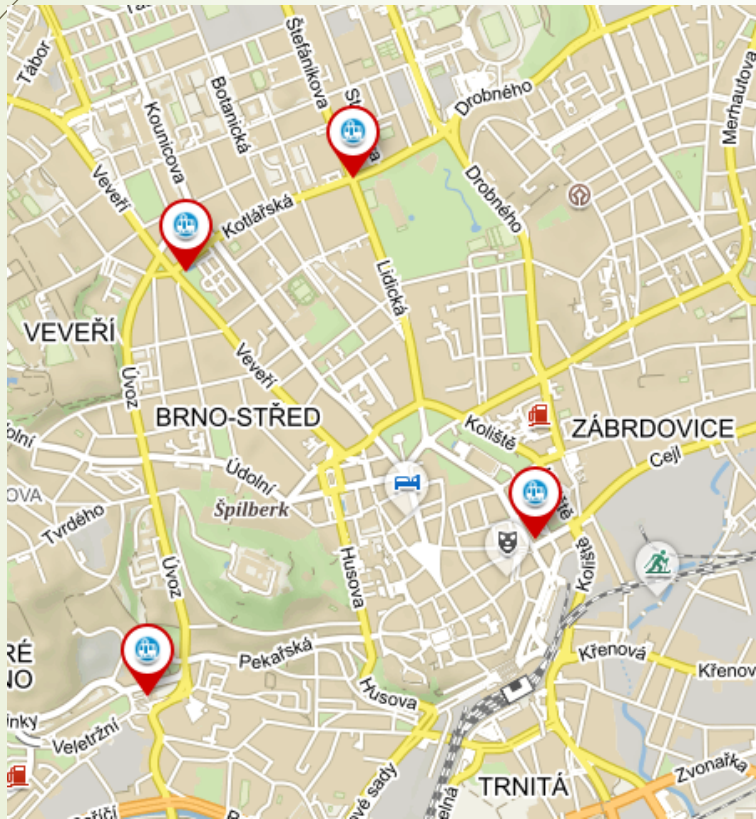 Tábor
Štefánikova
Botanická
Kounicova
Drobného
Merhautova
Veveří
Kotlářská
Drobného
Lidická
VEVEŘÍ
Veveří
Úvoz
BRNO-STŘED
Koliště
ZÁBRDOVICE
Cejl
Údolní
Špilberk
Tvrdého
Husova
Koliště
Úvoz
Pekařská
Křenová
Křenov
Husova
Veletržní
TRNITÁ
Zvonařka